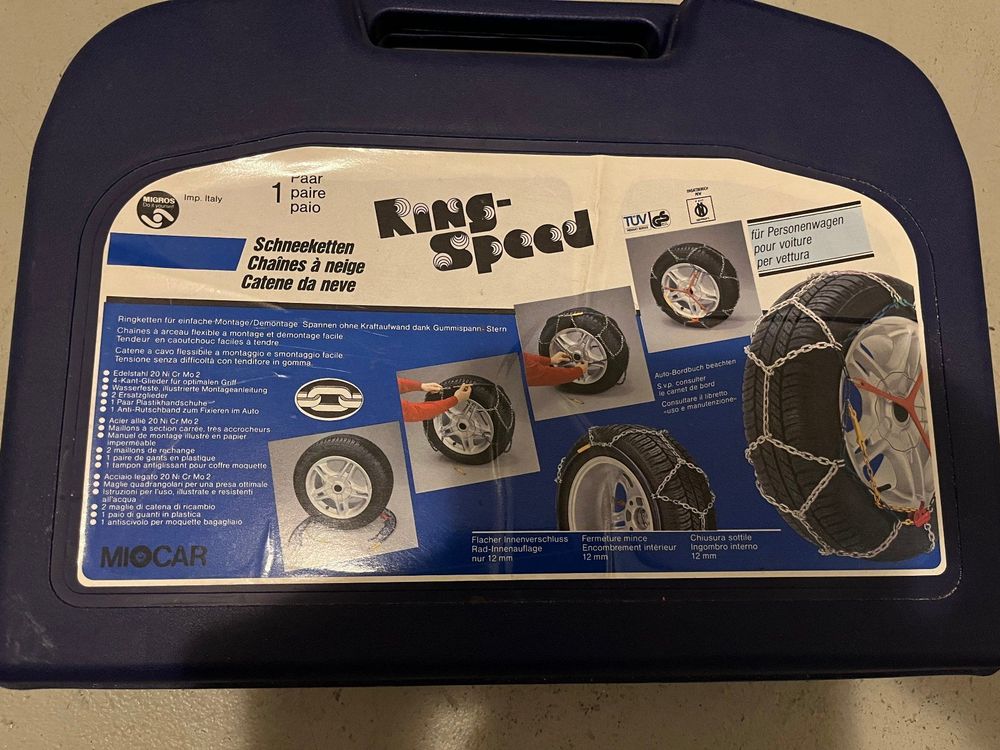 MIGROS
Do it yourself
Imp. Italy
1
Paar
paire
paio
Ring-
Speed
Schneeketten
Chaînes à neige
Catene da neve
TÜV
GS
für Personenwagen
pour voiture
per vettura
Ringketten für einfache Montage/Demontage Spannen ohne Kraftaufwand dank Gummispann-Stern
Chaînes à arceau flexible à montage et démontage facile
Tendeur en caoutchouc faciles à tendre
Catene a cavo flessibile a montaggio e smontaggio facile
Tensione senza difficoltà con tenditore in gomma
Edelstahl 20 Ni Cr Mo 2
4-Kant-Glieder für optimalen Griff
Wasserfeste, illustrierte Montageanleitung
2 Ersatzglieder
1 Paar Plastikhandschuhe
1 Anti-Rutschband zum Fixieren im Auto
Acier allié 20 Ni Cr Mo 2
Maillons à section carrée, très accrocheurs
Manuel de montage illustré en papier
imperméable
2 maillons de rechange
1 paire de gants en plastique
1 tampon antiglissant pour coffre moquette
Acciaio legato 20 Ni Cr Mo 2
Maglie quadrangolari per una presa ottimale
Istruzioni per l'uso, illustrate e resistenti
all'acqua
2 maglie di catena di ricambio
1 paio di guanti in plastica
1 antiscivolo per moquette bagagliaio
Auto-Bordbuch beachten
S.v.p. consulter
le carnet de bord
Consultare il libretto
«uso e manutenzione»
Flacher Innenverschluss
Rad-Innenauflage
nur 12 mm
Fermeture mince
Encombrement intérieur
12 mm
Chiusura sottile
Ingombro interno
12 mm
MIOCAR